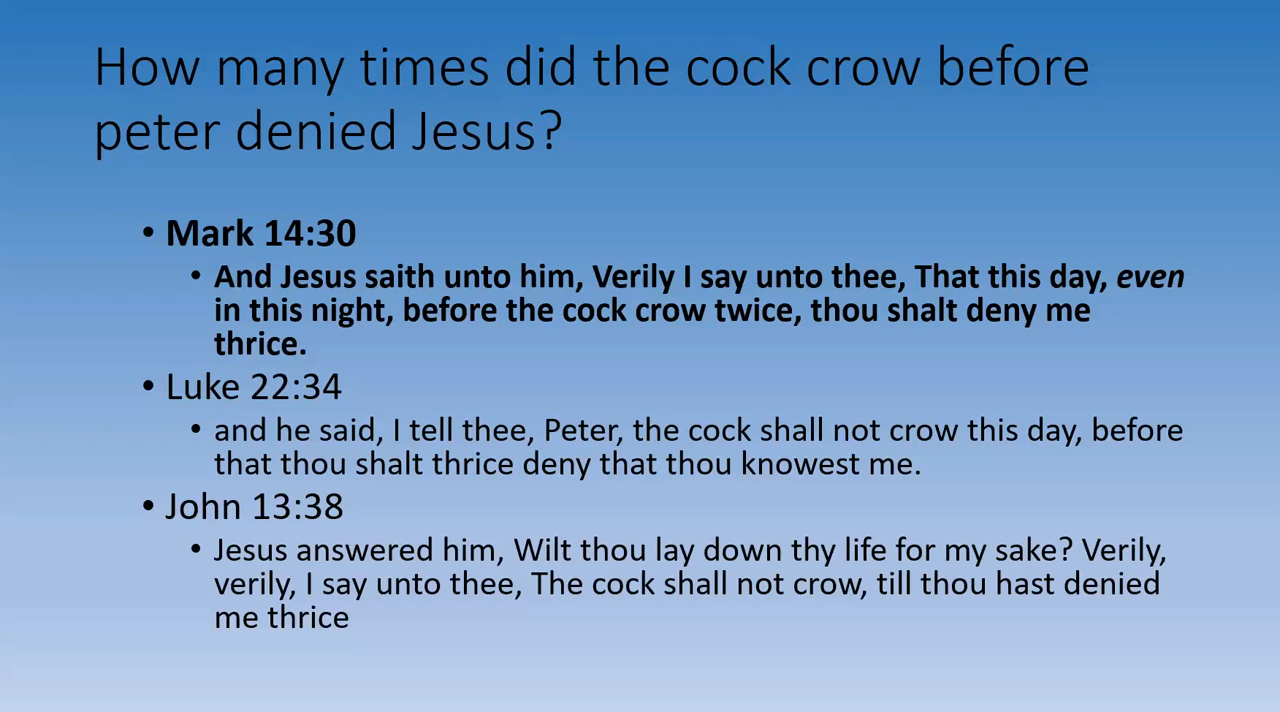 How many times did the cock crow before
peter denied Jesus?
• Mark 14:30
• And Jesus saith unto him, Verily I say unto thee, That this day, even
in this night, before the cock crow twice, thou shalt deny me
thrice.
• Luke 22:34
• and he said, I tell thee, Peter, the cock shall not crow this day, before
that thou shalt thrice deny that thou knowest me.
• John 13:38
• Jesus answered him, Wilt thou lay down thy life for my sake? Verily,
verily, I say unto thee, The cock shall not crow, till thou hast denied
me thrice